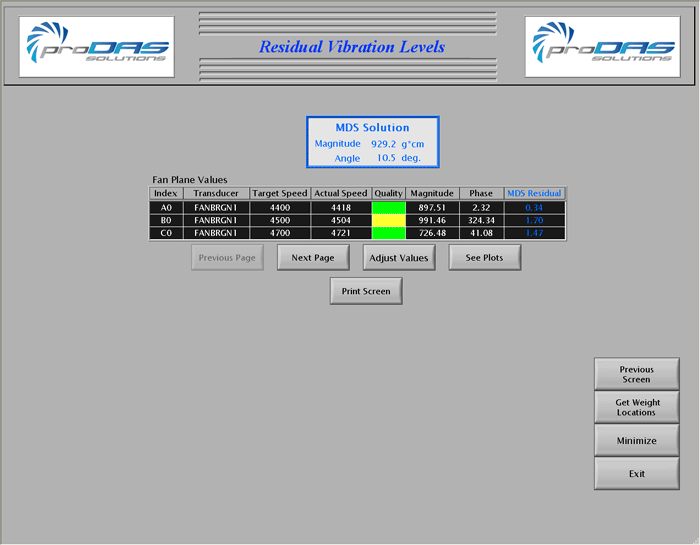 proDAS SOLUTIONS
Residual Vibration Levels
proDAS SOLUTIONS
MDS Solution
Magnitude 929.2 g*cm
Angle 10.5 deg.
Fan Plane Values
Index Transducer Target Speed Actual Speed Quality Magnitude Phase MDS Residual
A0 FANBRGN1 4400 4418 897.51 2.32 0.34
B0 FANBRGN1 4500 4504 991.46 324.34 1.70
C0 FANBRGN1 4700 4721 726.48 41.08 1.47
Previous Page Next Page Adjust Values See Plots
Print Screen
Previous
Screen
Get Weight
Locations
Minimize
Exit